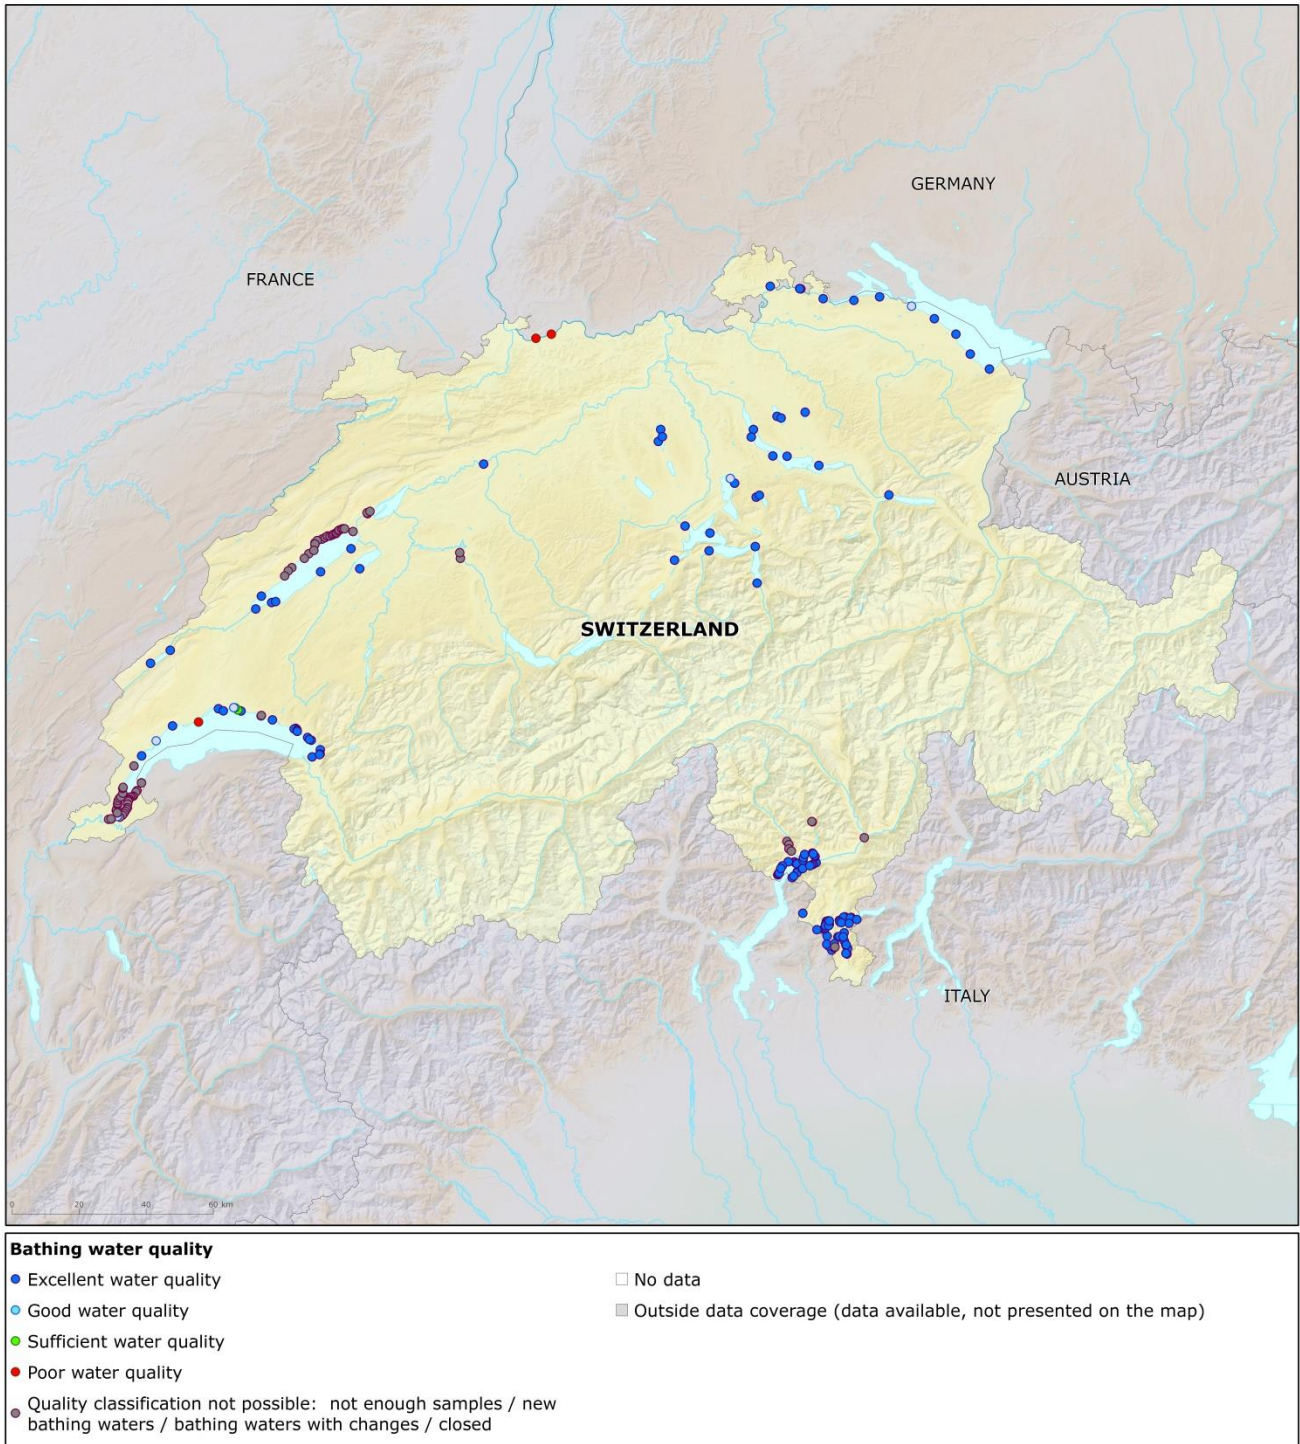 GERMANY
FRANCE
AUSTRIA
SWITZERLAND
ITALY
0 20 40 60 km
Bathing water quality
Excellent water quality
Good water quality
Sufficient water quality
Poor water quality
Quality classification not possible: not enough samples / new
bathing waters / bathing waters with changes / closed
No data
Outside data coverage (data available, not presented on the map)